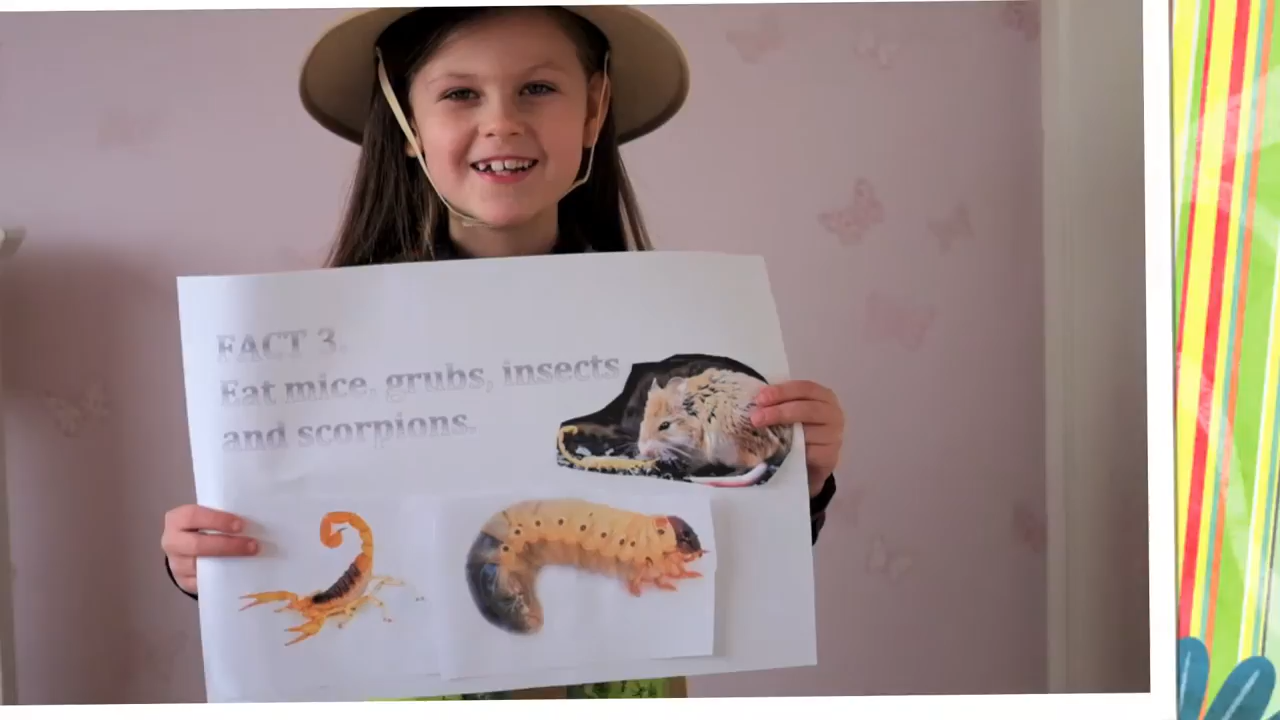 FACT 3.
Eat mice, grubs, insects
and scorpions.